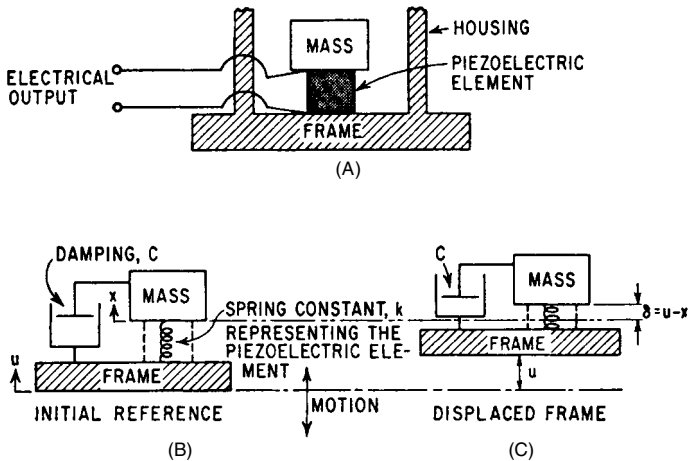 HOUSING
MASS
PIEZOELECTRIC
ELEMENT
ELECTRICAL
OUTPUT
FRAME
(A)
DAMPING, C
x
MASS
SPRING CONSTANT, k
REPRESENTING THE
PIEZOELECTRIC ELE-
MENT
u
FRAME
INITIAL REFERENCE
MOTION
(B)
C
MASS
δ=u-x
FRAME
u
DISPLACED FRAME
(C)